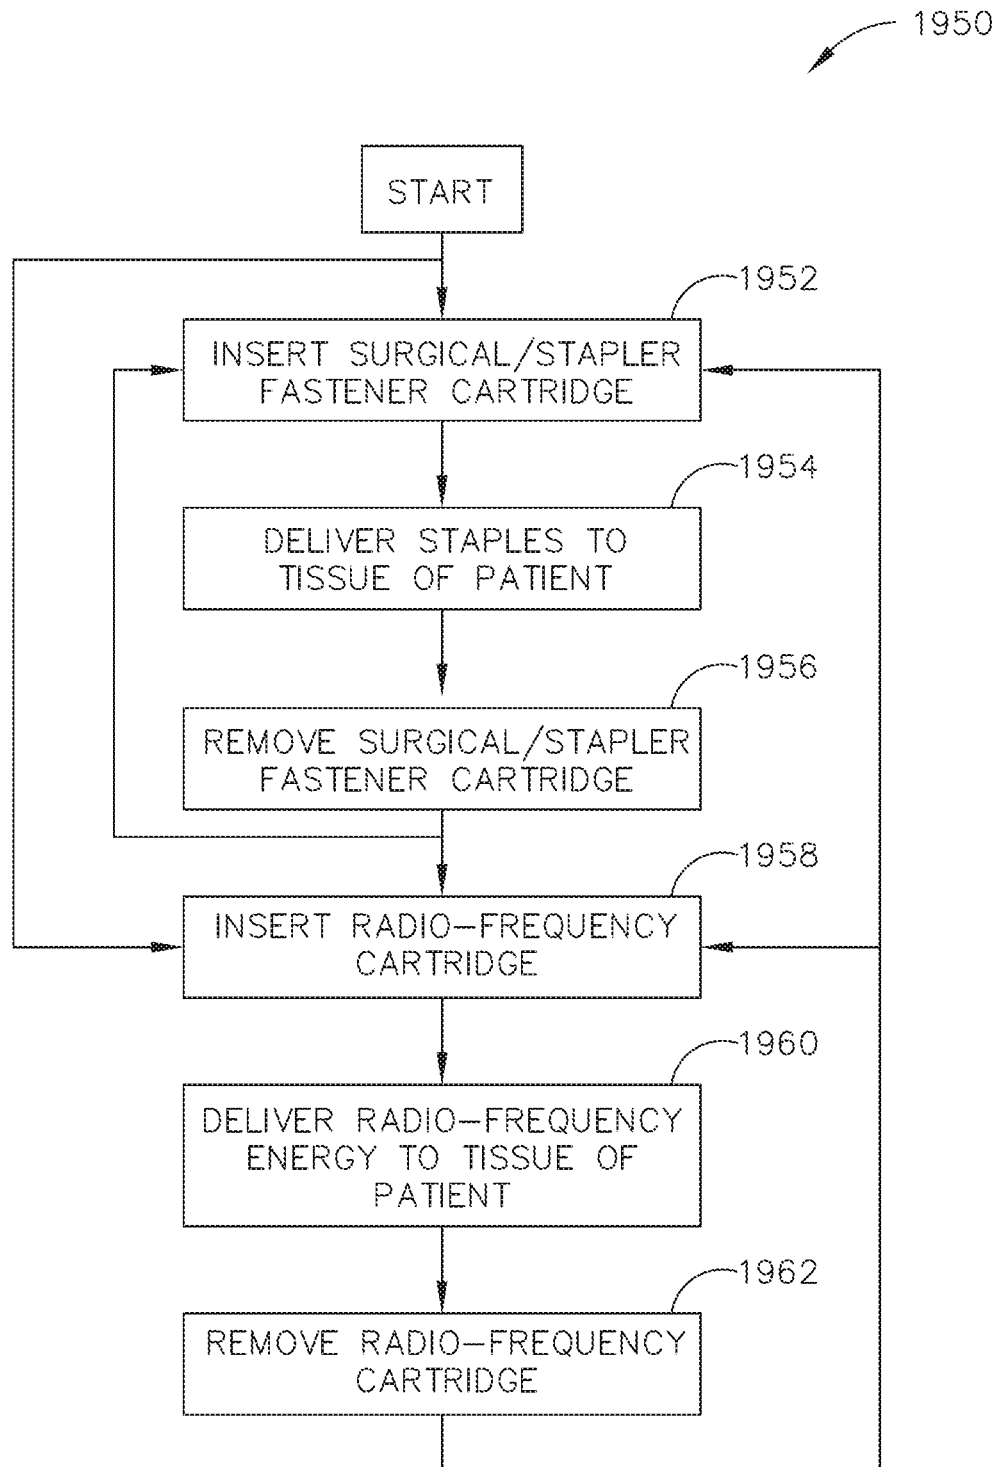 1950
START
1952
INSERT SURGICAL/STAPLER
FASTENER CARTRIDGE
1954
DELIVER STAPLES TO
TISSUE OF PATIENT
1956
REMOVE SURGICAL/STAPLER
FASTENER CARTRIDGE
1958
INSERT RADIO-FREQUENCY
CARTRIDGE
1960
DELIVER RADIO-FREQUENCY
ENERGY TO TISSUE OF
PATIENT
1962
REMOVE RADIO-FREQUENCY
CARTRIDGE